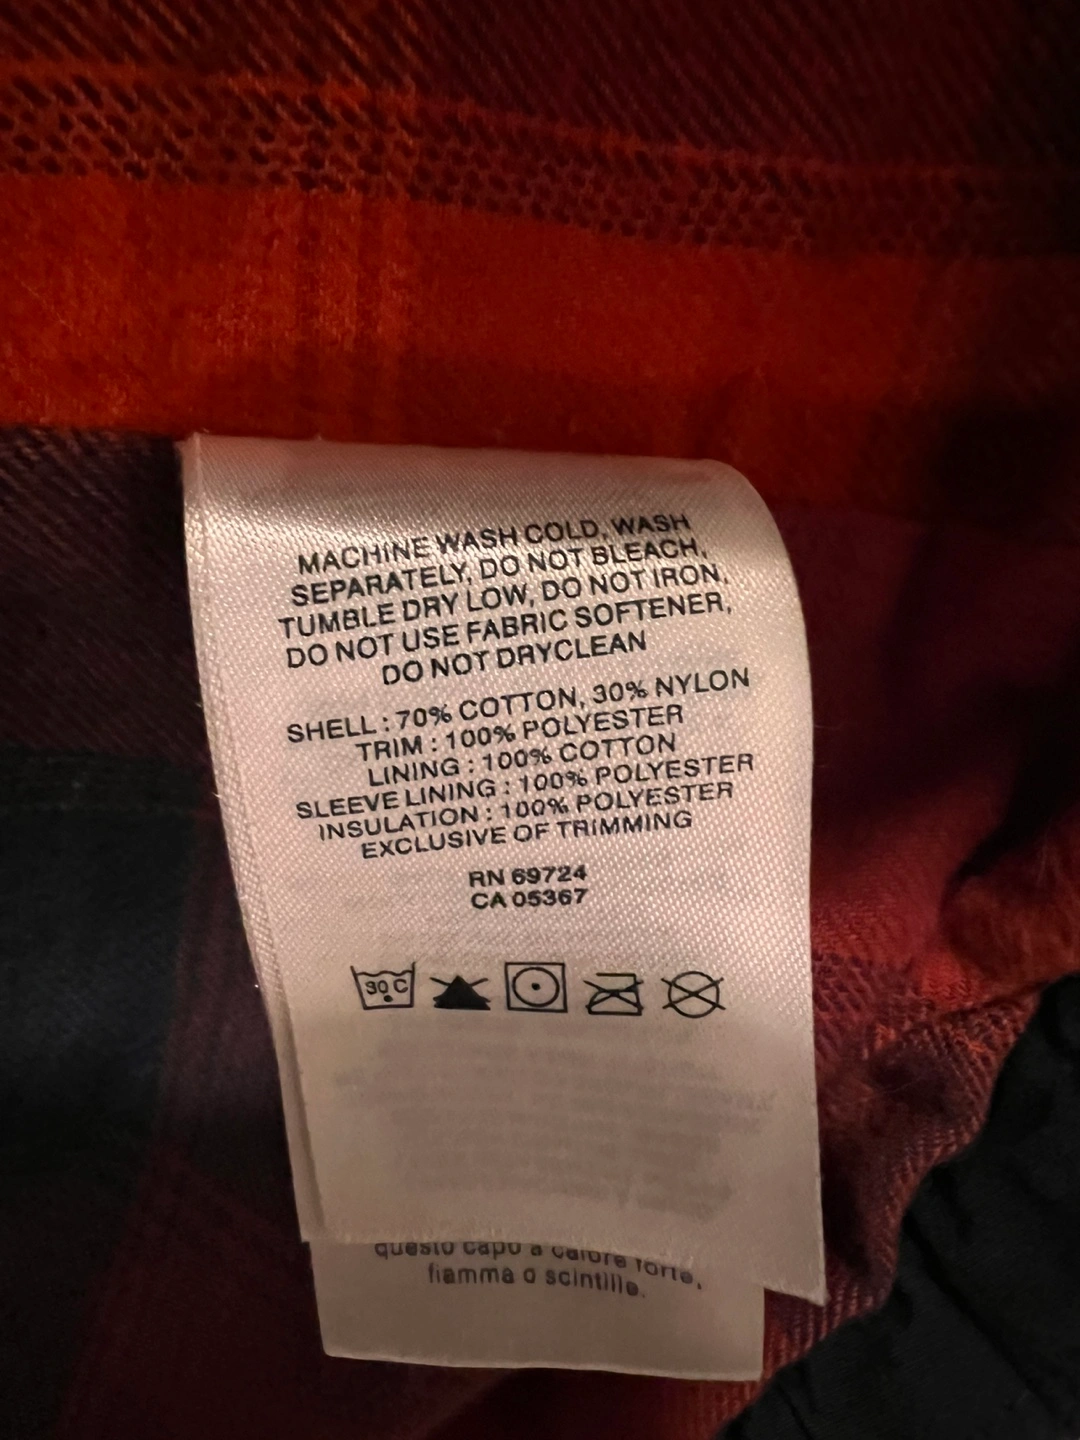 MACHINE WASH COLD, WASH
SEPARATELY, DO NOT BLEACH,
TUMBLE DRY LOW, DO NOT IRON,
DO NOT USE FABRIC SOFTENER,
DO NOT DRYCLEAN
SHELL : 70% COTTON, 30% NYLON
TRIM : 100% POLYESTER
LINING : 100% COTTON
SLEEVE LINING : 100% POLYESTER
INSULATION : 100% POLYESTER
EXCLUSIVE OF TRIMMING
RN 69724
CA 05367
30 C
questo capo a calore forte,
fiamma o scintille.